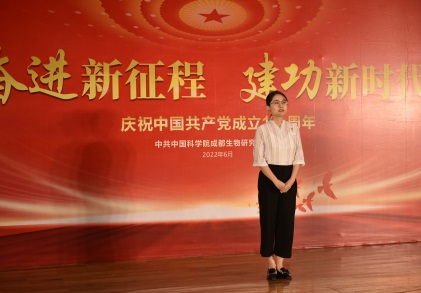 奋进新征程 建功新时代
庆祝中国共产党成立1 周年
中共中国科学院成都生物研究
2022年6月